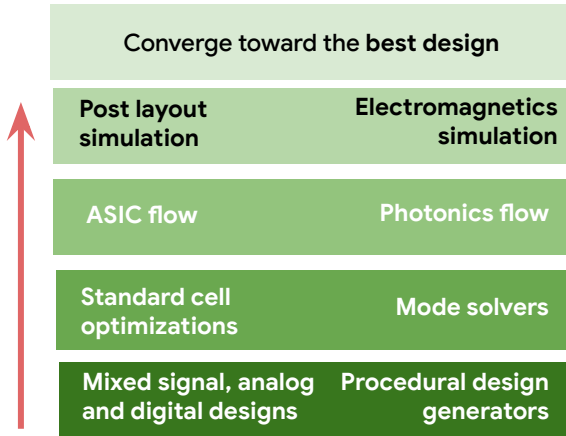 Converge toward the best design
Post layout
simulation
Electromagnetics
simulation
ASIC flow
Photonics flow
Standard cell
optimizations
Mode solvers
Mixed signal, analog
and digital designs
Procedural design
generators